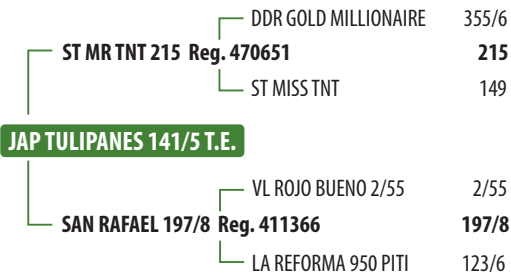 DDR GOLD MILLIONAIRE 355/6
ST MR TNT 215 Reg. 470651 215
ST MISS TNT 149
JAP TULIPANES 141/5 T.E.
VL ROJO BUENO 2/55 2/55
SAN RAFAEL 197/8 Reg. 411366 197/8
LA REFORMA 950 PITI 123/6